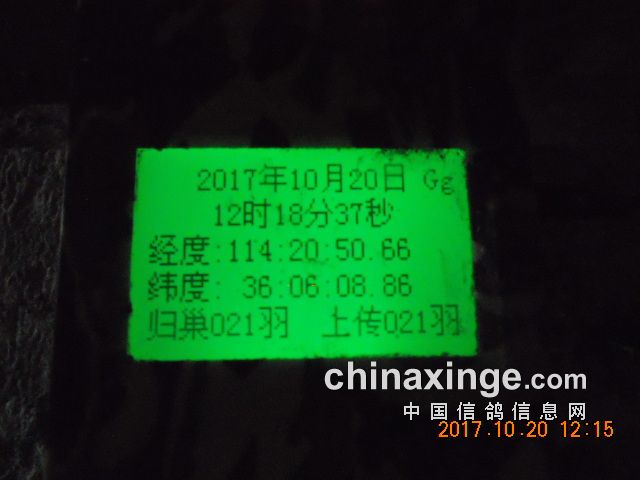 2017年10月20日 Gg
12时18分37秒
经度:114:20:50.66
纬度: 36:06:08.86
归巢021羽 上传021羽
chinaxinge.com
中国信鸽信息网
2017.10.20 12:15